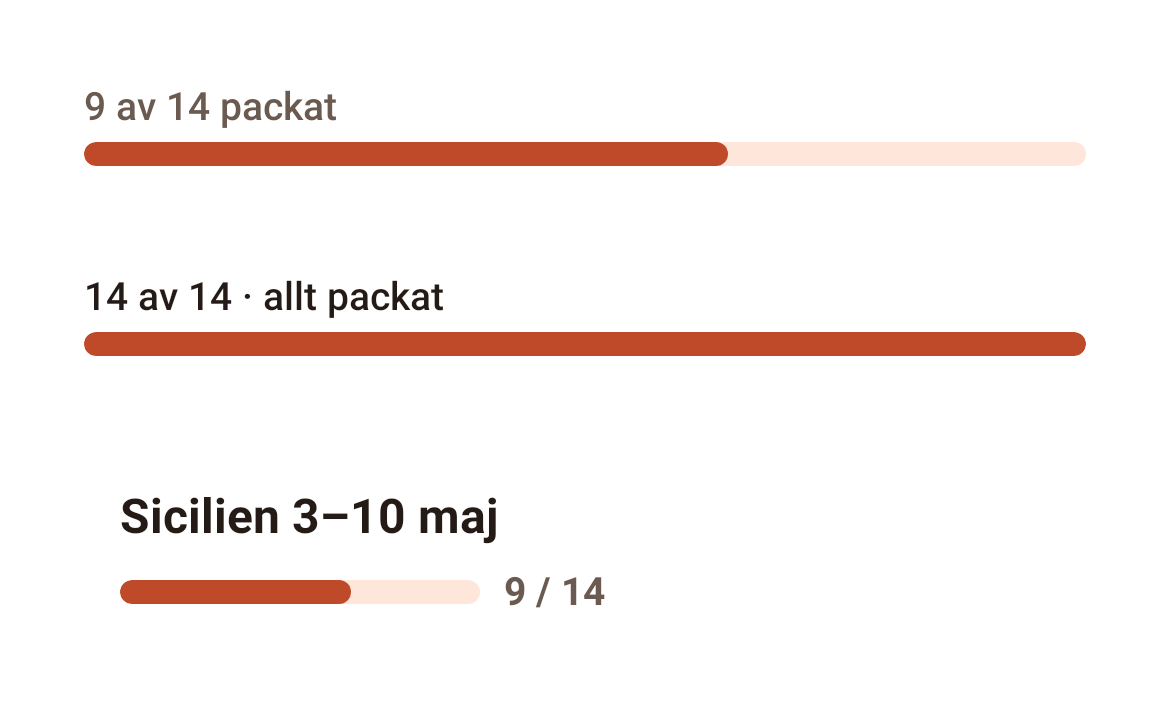 9 av 14 packat
14 av 14 · allt packat
Sicilien 3–10 maj
9 / 14